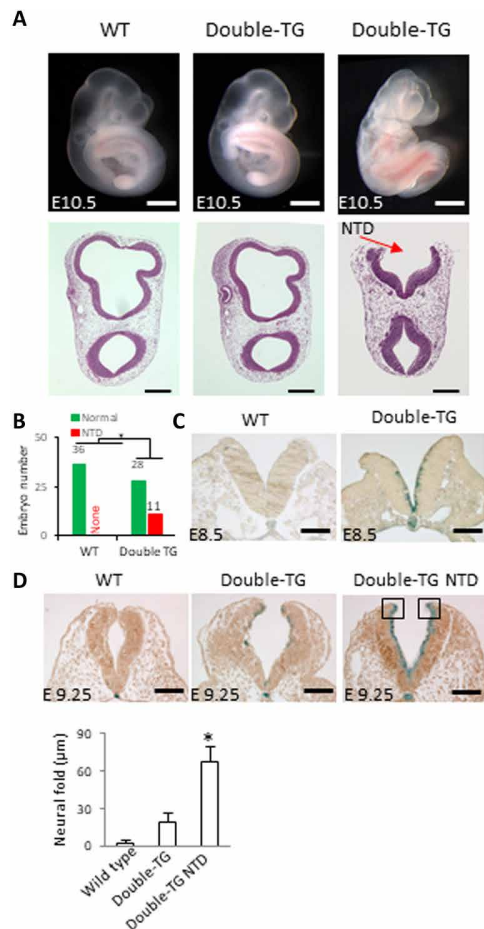 A
WT
Double-TG
Double-TG
E10.5
E10.5
E10.5
NTD
B
Normal
NTD
*
50
36
28
25
11
None
0
Embryo number
WT
Double TG
C
WT
Double-TG
E8.5
E8.5
D
WT
Double-TG
Double-TG NTD
E 9.25
E 9.25
E 9.25
90
*
60
30
0
Neural fold (µm)
Wild type
Double-TG
Double-TG NTD